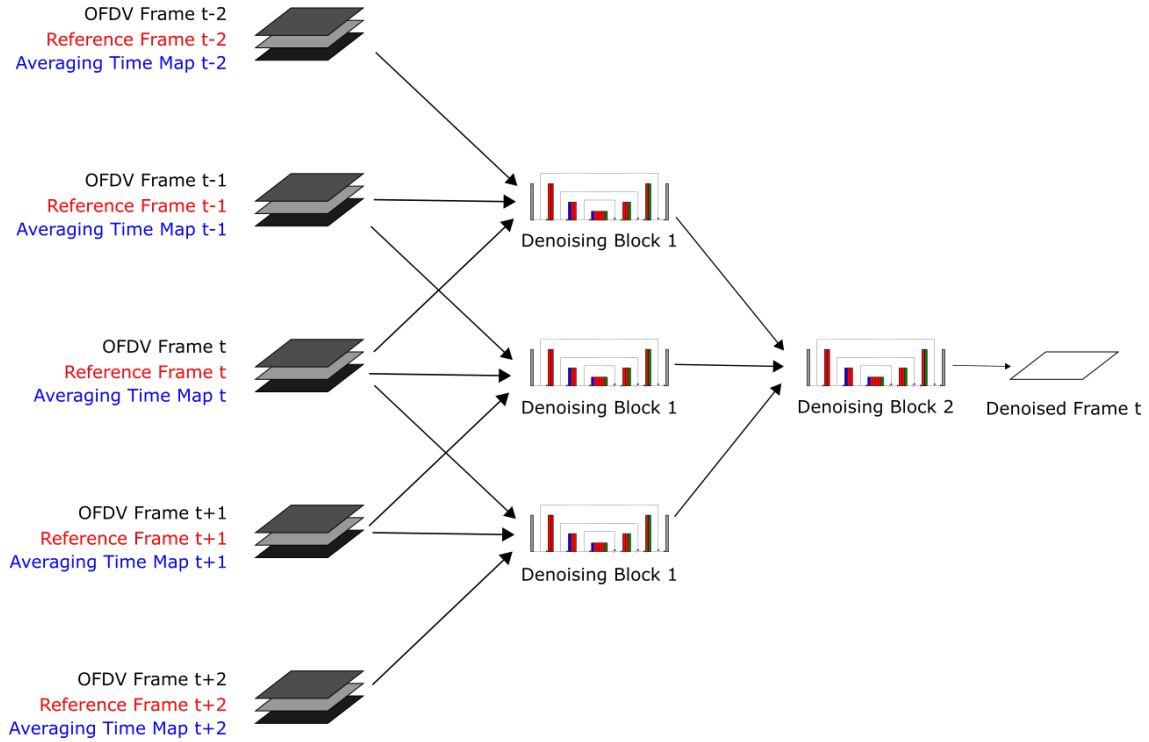 OFDV Frame t-2
Reference Frame t-2
Averaging Time Map t-2
OFDV Frame t-1
Reference Frame t-1
Averaging Time Map t-1
Denoising Block 1
OFDV Frame t
Reference Frame t
Averaging Time Map t
Denoising Block 1
Denoising Block 2
Denoised Frame t
OFDV Frame t+1
Reference Frame t+1
Averaging Time Map t+1
Denoising Block 1
OFDV Frame t+2
Reference Frame t+2
Averaging Time Map t+2